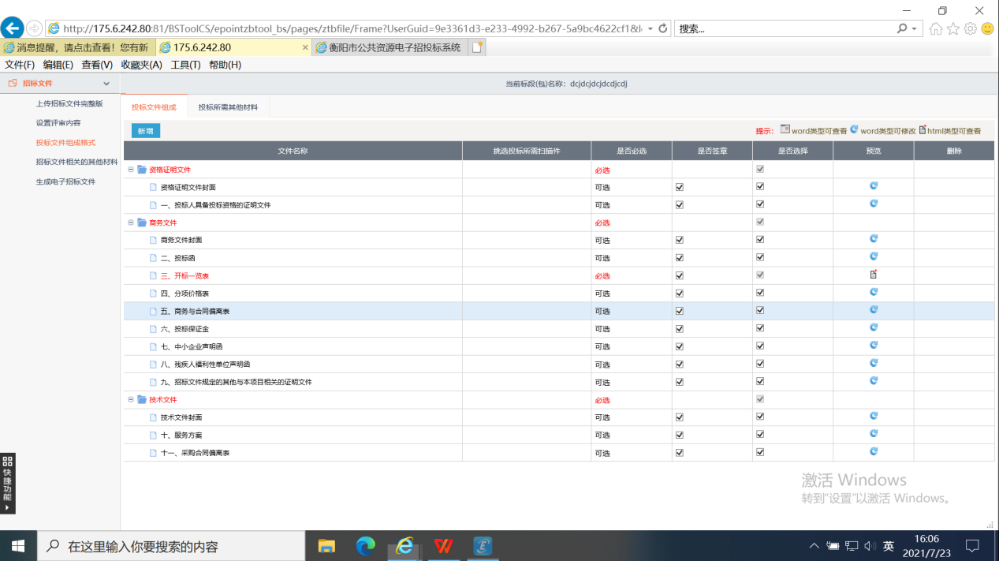 http://175.6.242.80:81/BSToolCS/epointzbtool_bs/pages/ztbfile/Frame?UserGuid=9e3361d3-e233-4992-b267-5a9bc4622cf1&l
搜索...
消息提醒，请点击查看！您有新
175.6.242.80
衡阳市公共资源电子招投标系统
文件(F) 编辑(E) 查看(V) 收藏夹(A) 工具(T) 帮助(H)
招标文件
当前标段(包)名称：dcjdcjdcjdcdjcdj
上传招标文件完整版
设置评审内容
投标文件组成格式
招标文件相关的其他材料
生成电子招标文件
投标文件组成 投标所需其他材料
新增
提示： word类型可查看 word类型可修改 html类型可查看
文件名称 挑选投标所需扫描件 是否必选 是否签章 是否选择 预览 删除
资格证明文件 必选
资格证明文件封面 可选
一、投标人具备投标资格的证明文件 可选
商务文件 必选
商务文件封面 可选
二、投标函 可选
三、开标一览表 必选
四、分项价格表 可选
五、商务与合同偏离表 可选
六、投标保证金 可选
七、中小企业声明函 可选
八、残疾人福利性单位声明函 可选
九、招标文件规定的其他与本项目相关的证明文件 可选
技术文件 必选
技术文件封面 可选
十、服务方案 可选
十一、采购合同偏离表 可选
快捷功能
激活 Windows
转到“设置”以激活 Windows。
在这里输入你要搜索的内容
英
16:06
2021/7/23